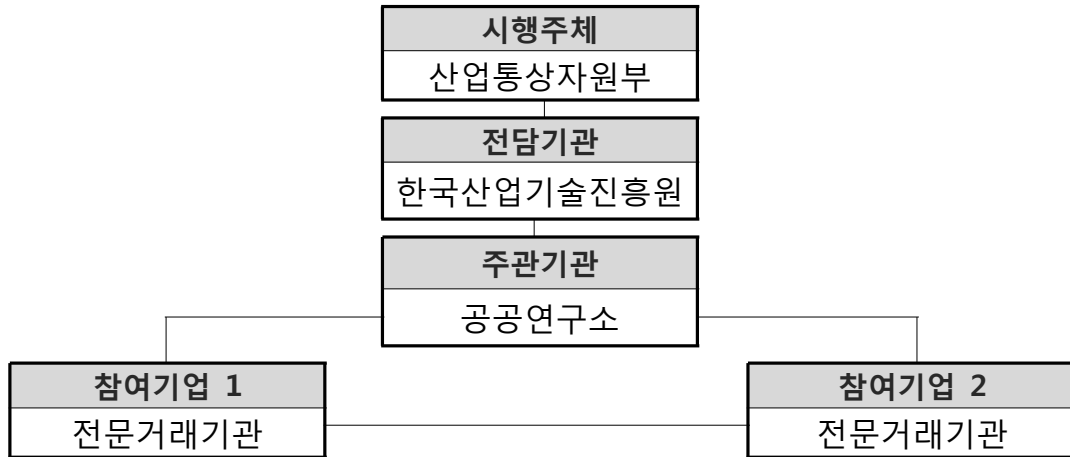 시행주체
산업통상자원부
전담기관
한국산업기술진흥원
주관기관
공공연구소
참여기업 1
전문거래기관
참여기업 2
전문거래기관